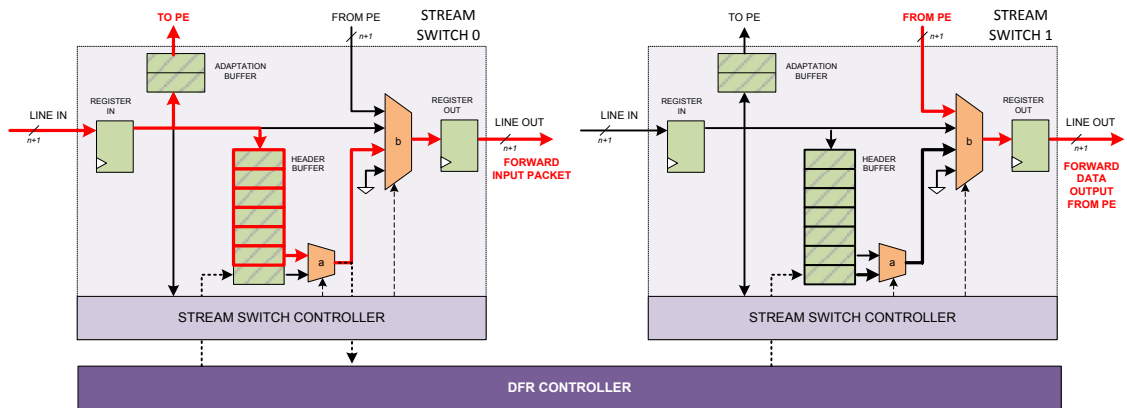 TO PE
FROM PE
n+1
STREAM
SWITCH 0
ADAPTATION
BUFFER
LINE IN
n+1
REGISTER
IN
HEADER
BUFFER
b
REGISTER
OUT
LINE OUT
n+1
FORWARD
INPUT PACKET
a
STREAM SWITCH CONTROLLER
TO PE
FROM PE
n+1
STREAM
SWITCH 1
ADAPTATION
BUFFER
LINE IN
n+1
REGISTER
IN
HEADER
BUFFER
b
REGISTER
OUT
LINE OUT
n+1
FORWARD
DATA
OUTPUT
FROM PE
a
STREAM SWITCH CONTROLLER
DFR CONTROLLER